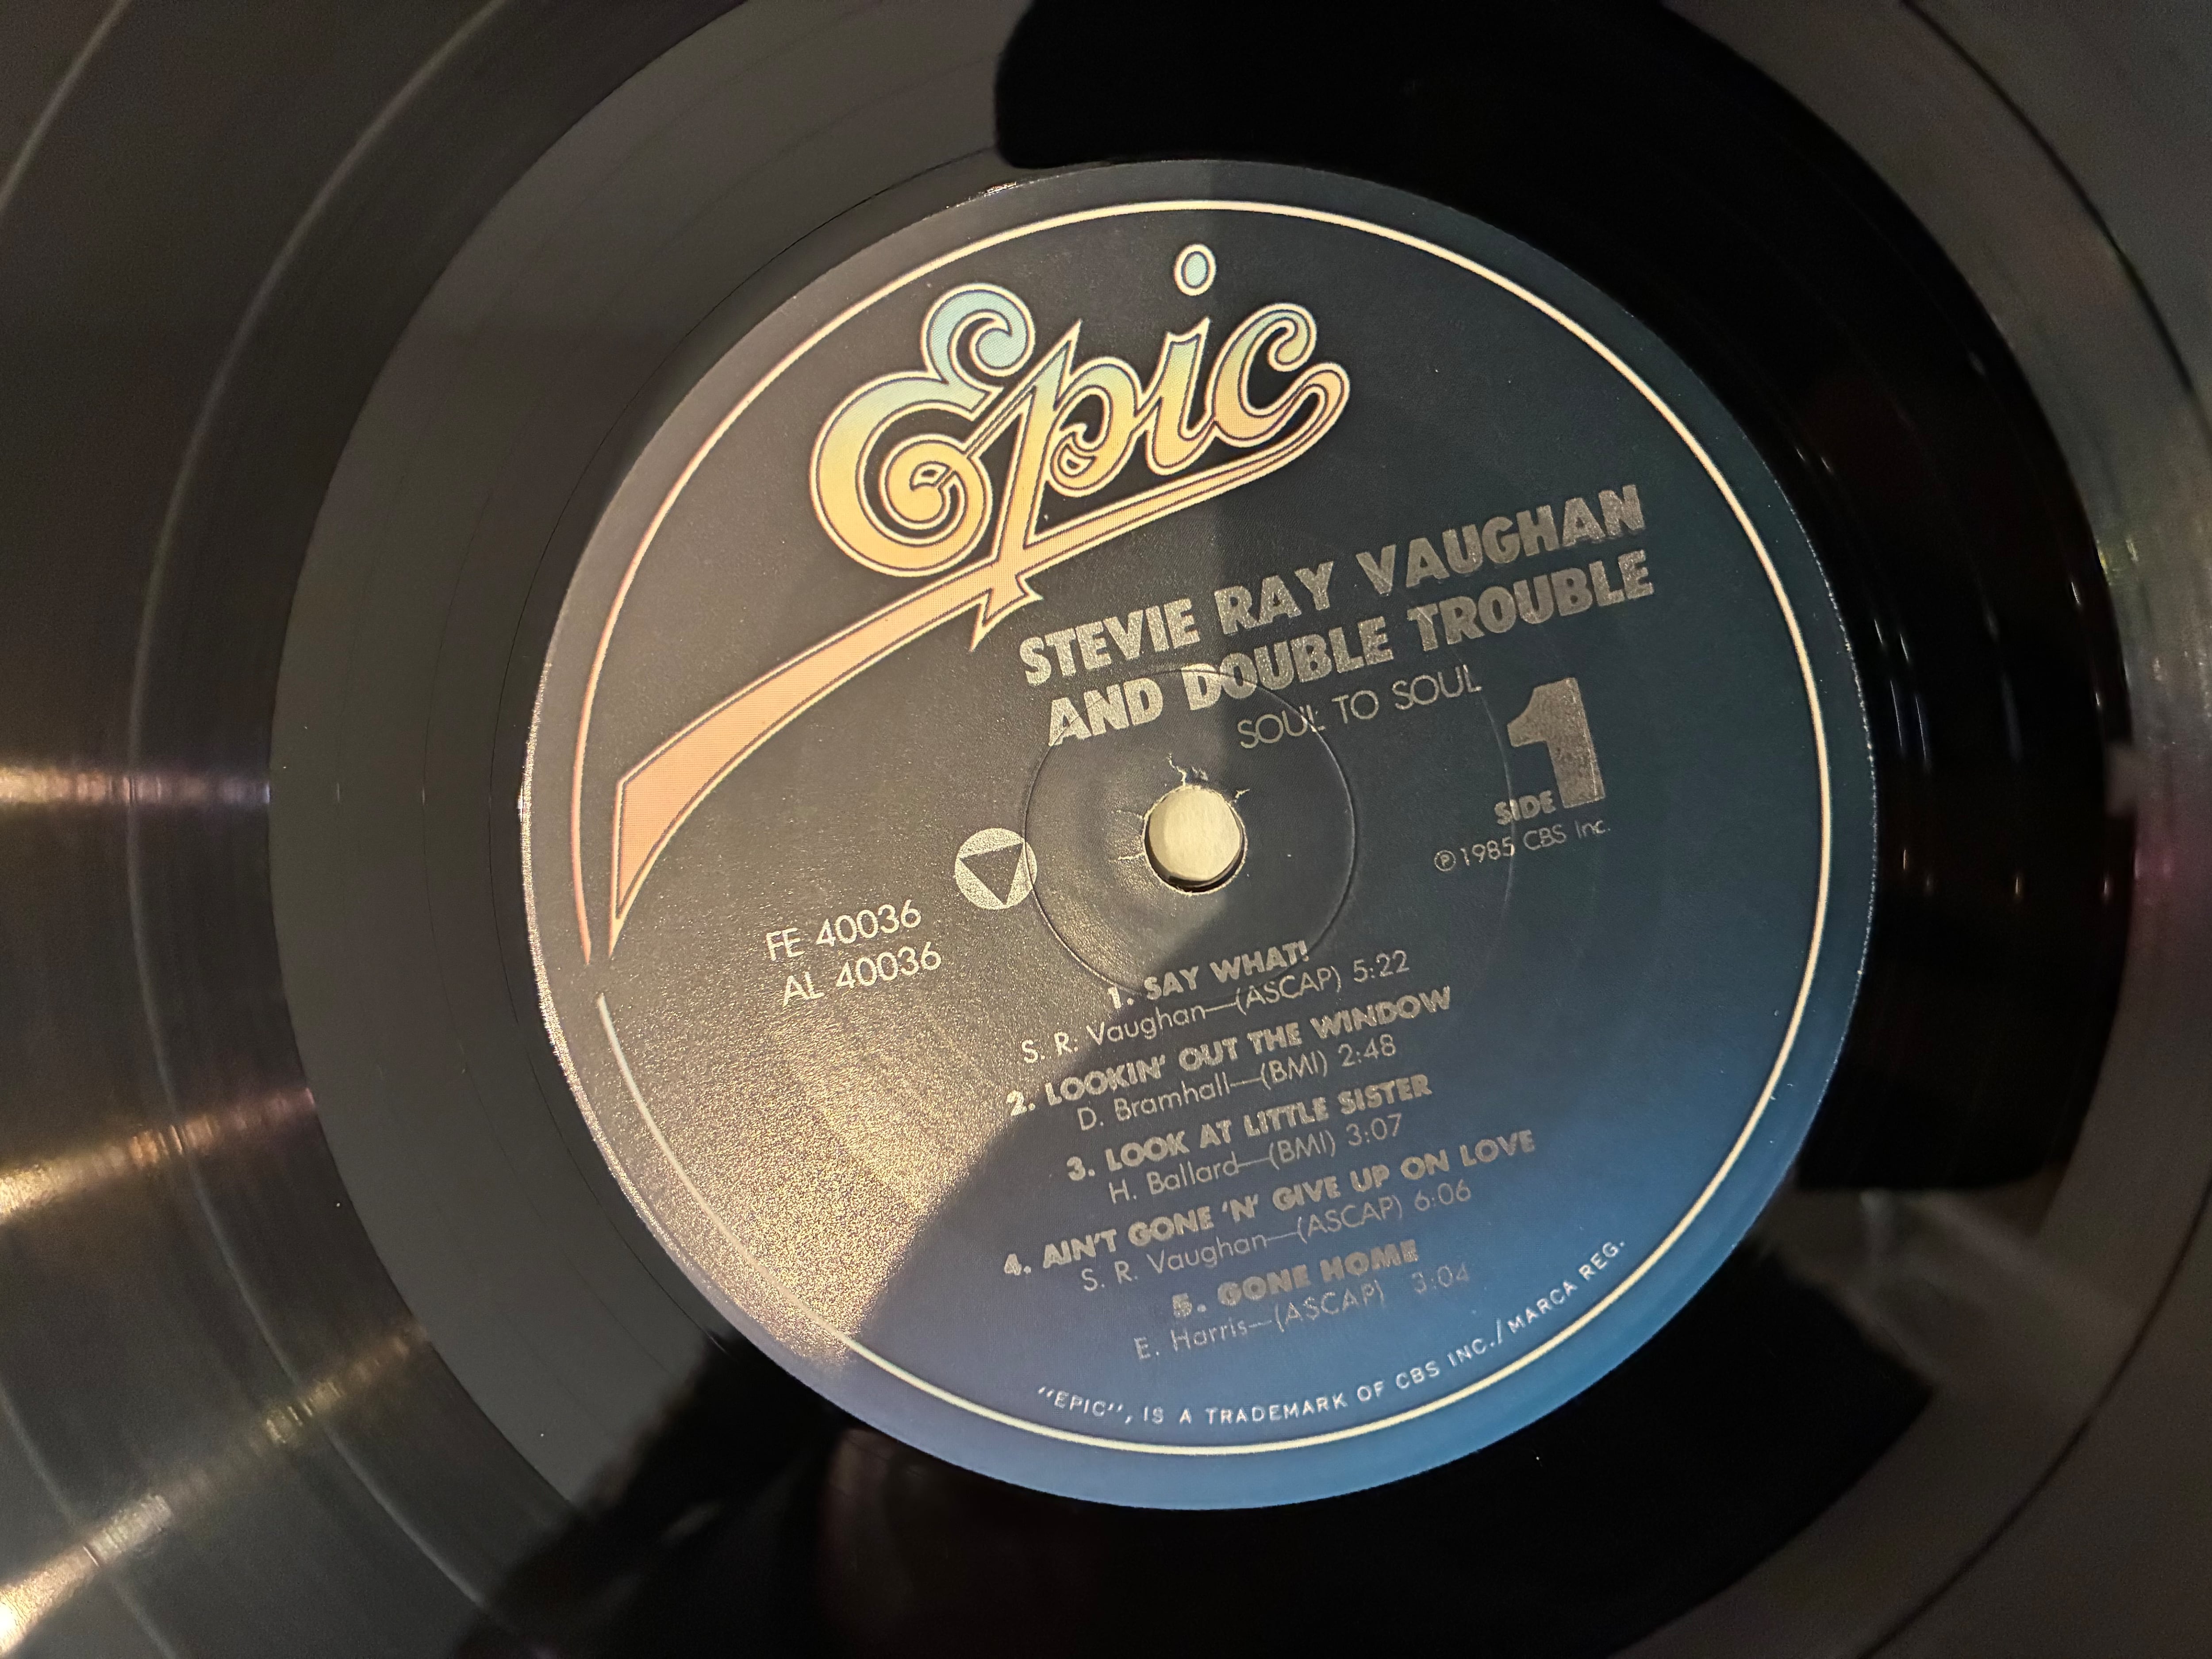 Epic
STEVIE RAY VAUGHAN
AND DOUBLE TROUBLE
SOUL TO SOUL
SIDE 1
℗1985 CBS Inc.
FE 40036
AL 40036
1. SAY WHAT!
S. R. Vaughan—(ASCAP) 5:22
2. LOOKIN' OUT THE WINDOW
D. Bramhall—(BMI) 2:48
3. LOOK AT LITTLE SISTER
H. Ballard—(BMI) 3:07
4. AIN'T GONE 'N' GIVE UP ON LOVE
S. R. Vaughan—(ASCAP) 6:06
5. GONE HOME
E. Harris—(ASCAP) 3:04
"EPIC", IS A TRADEMARK OF CBS INC./MARCA REG.